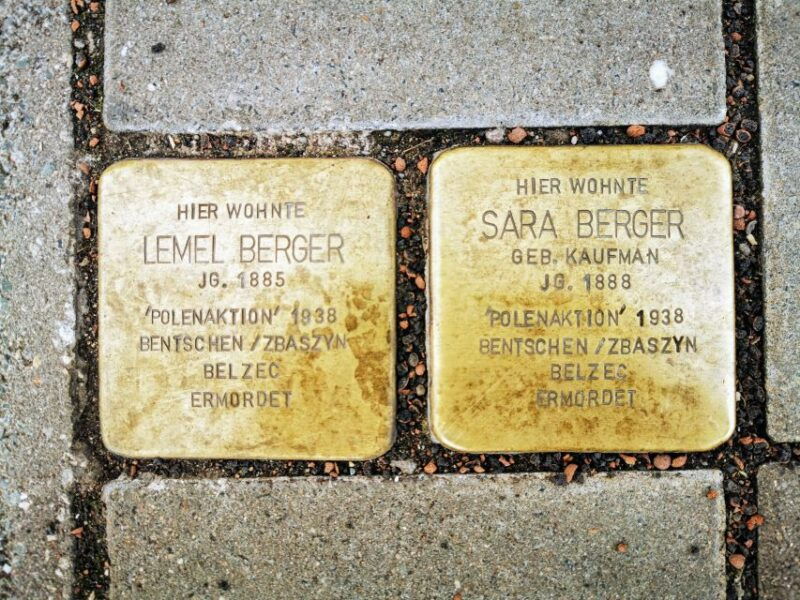 HIER WOHNTE
LEMEL BERGER
JG. 1885
'POLENAKTION' 1938
BENTSCHEN/ZBASZYN
BELZEC
ERMORDET
HIER WOHNTE
SARA BERGER
GEB. KAUFMAN
JG. 1888
'POLENAKTION' 1938
BENTSCHEN/ZBASZYN
BELZEC
ERMORDET